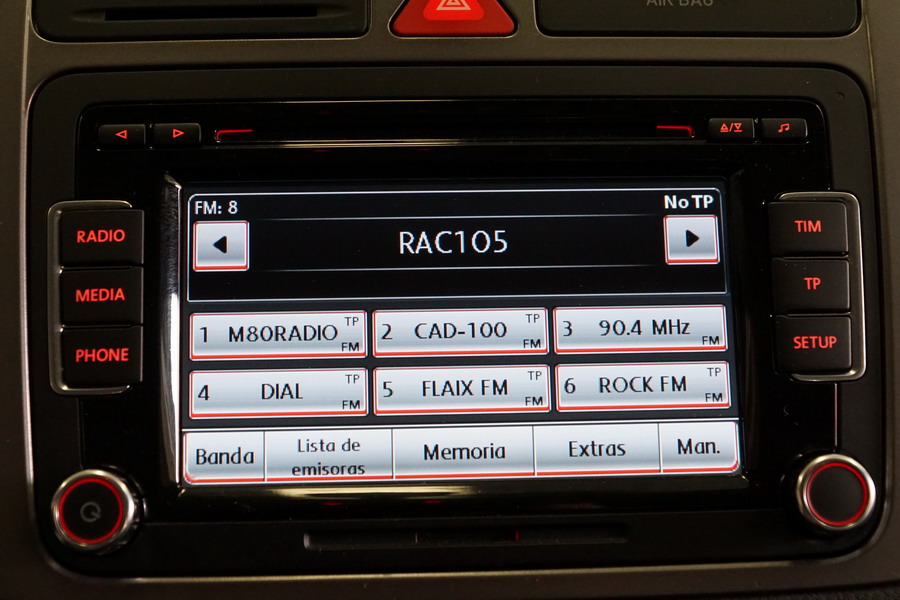 AIR BAG
RADIO
MEDIA
PHONE
FM: 8
No TP
RAC105
1 M80RADIO TP FM
2 CAD-100 TP FM
3 90.4 MHz FM
4 DIAL TP FM
5 FLAIX FM TP FM
6 ROCK FM TP FM
Banda
Lista de
emisoras
Memoria
Extras
Man.
TIM
TP
SETUP